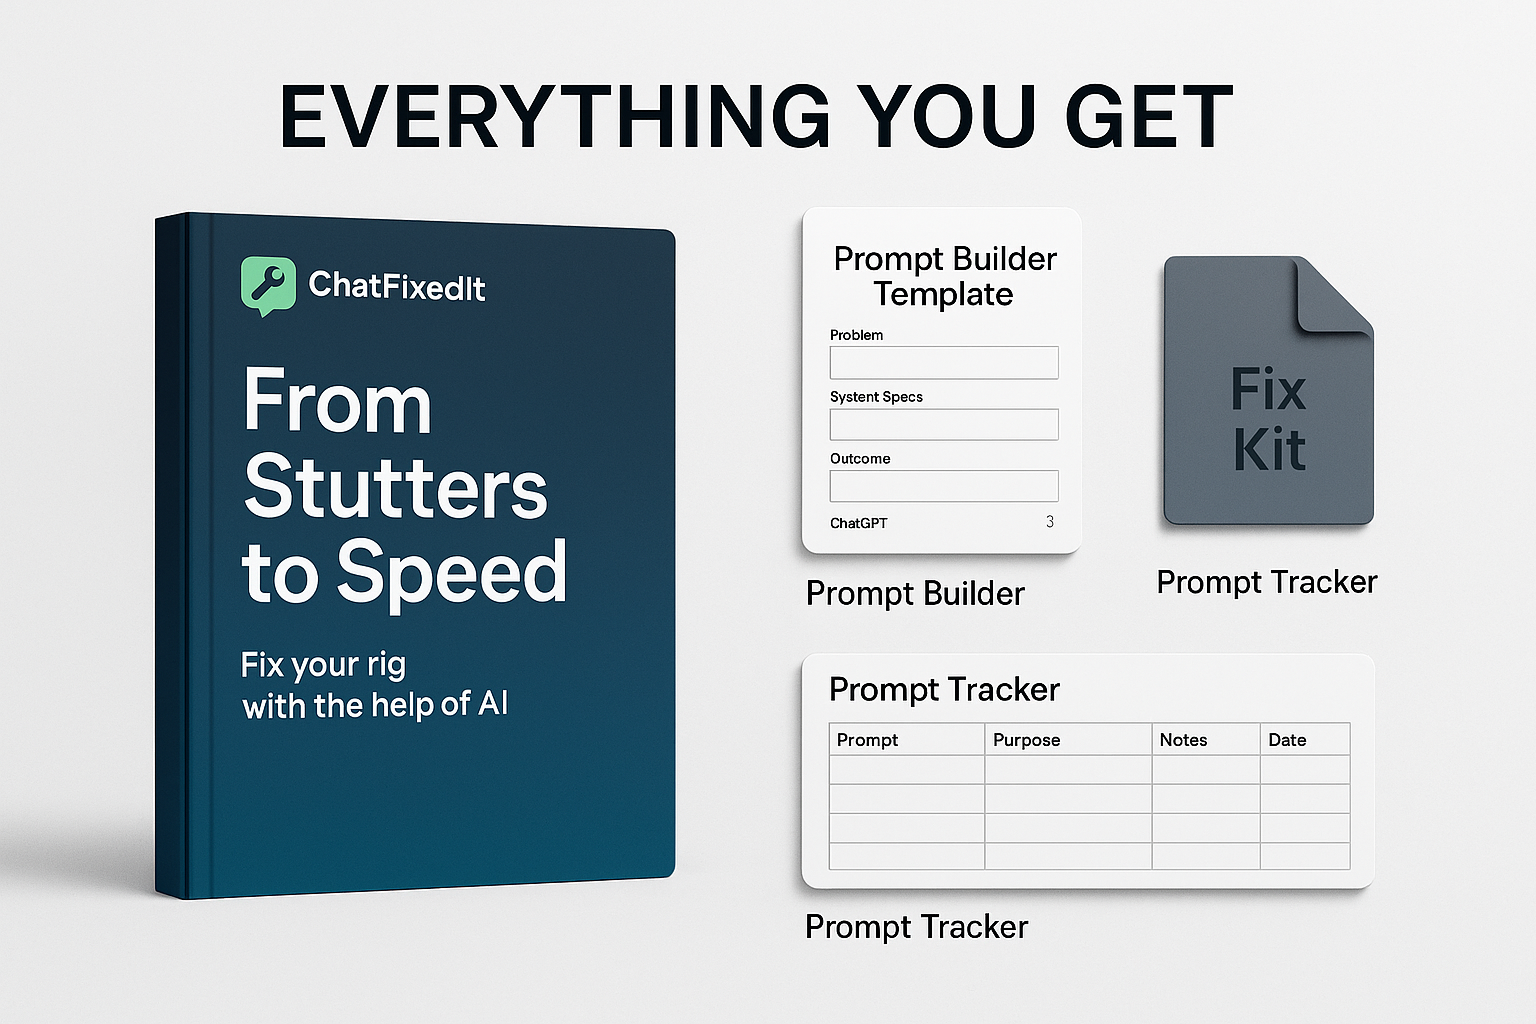 EVERYTHING YOU GET
ChatFixedIt
From
Stutters
to Speed
Fix your rig
with the help of AI
Prompt Builder
Template
Problem
Systent Specs
Outcome
ChatGPT 3
Prompt Builder
Fix
Kit
Prompt Tracker
Prompt Tracker
Prompt Purpose Notes Date
Prompt Tracker